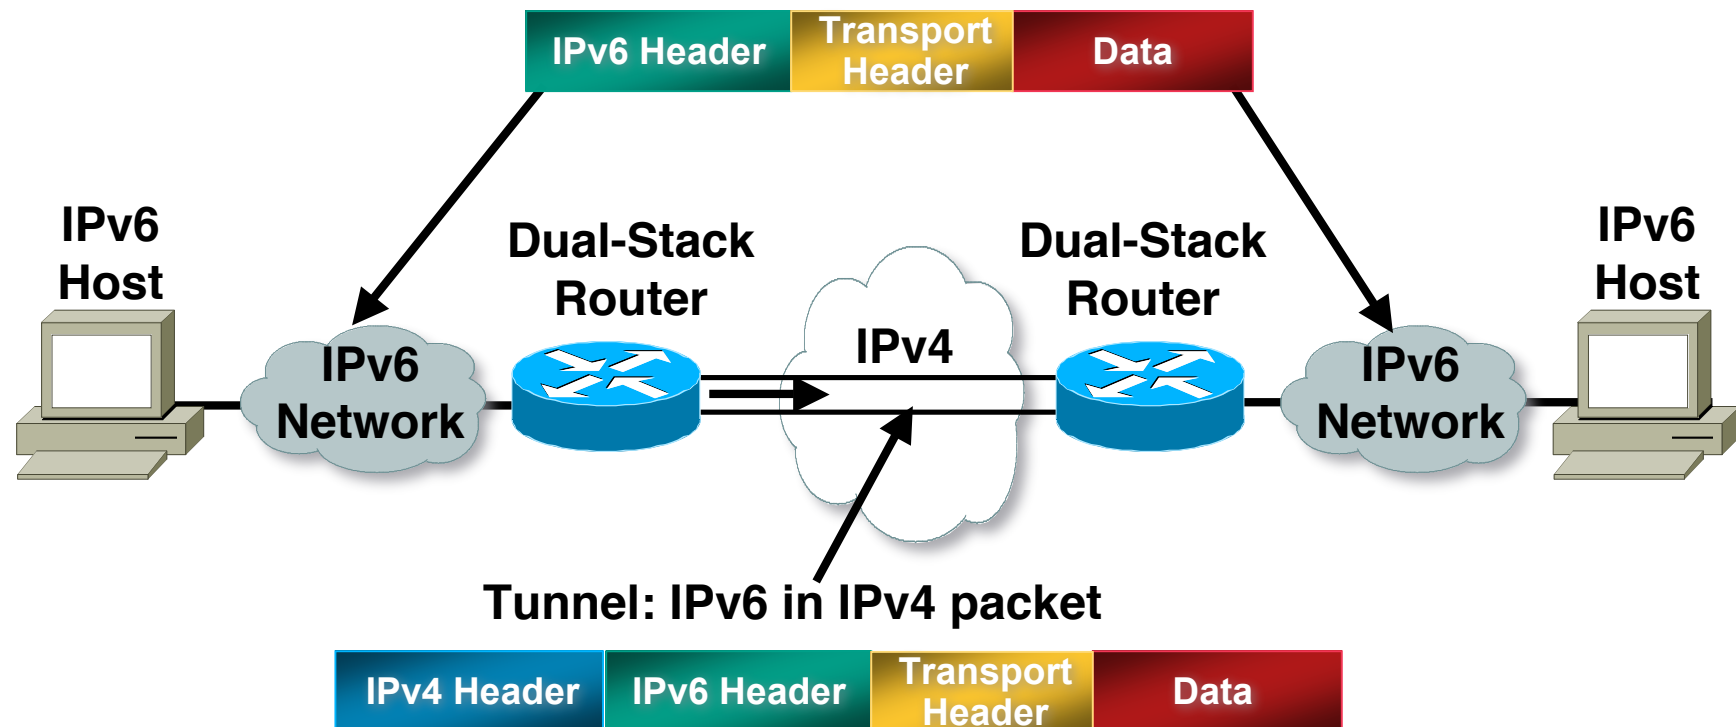 IPv6 Header
Transport
Header
Data
IPv6
Host
Dual-Stack
Router
Dual-Stack
Router
IPv6
Host
IPv6
Network
IPv4
IPv6
Network
Tunnel: IPv6 in IPv4 packet
IPv4 Header
IPv6 Header
Transport
Header
Data